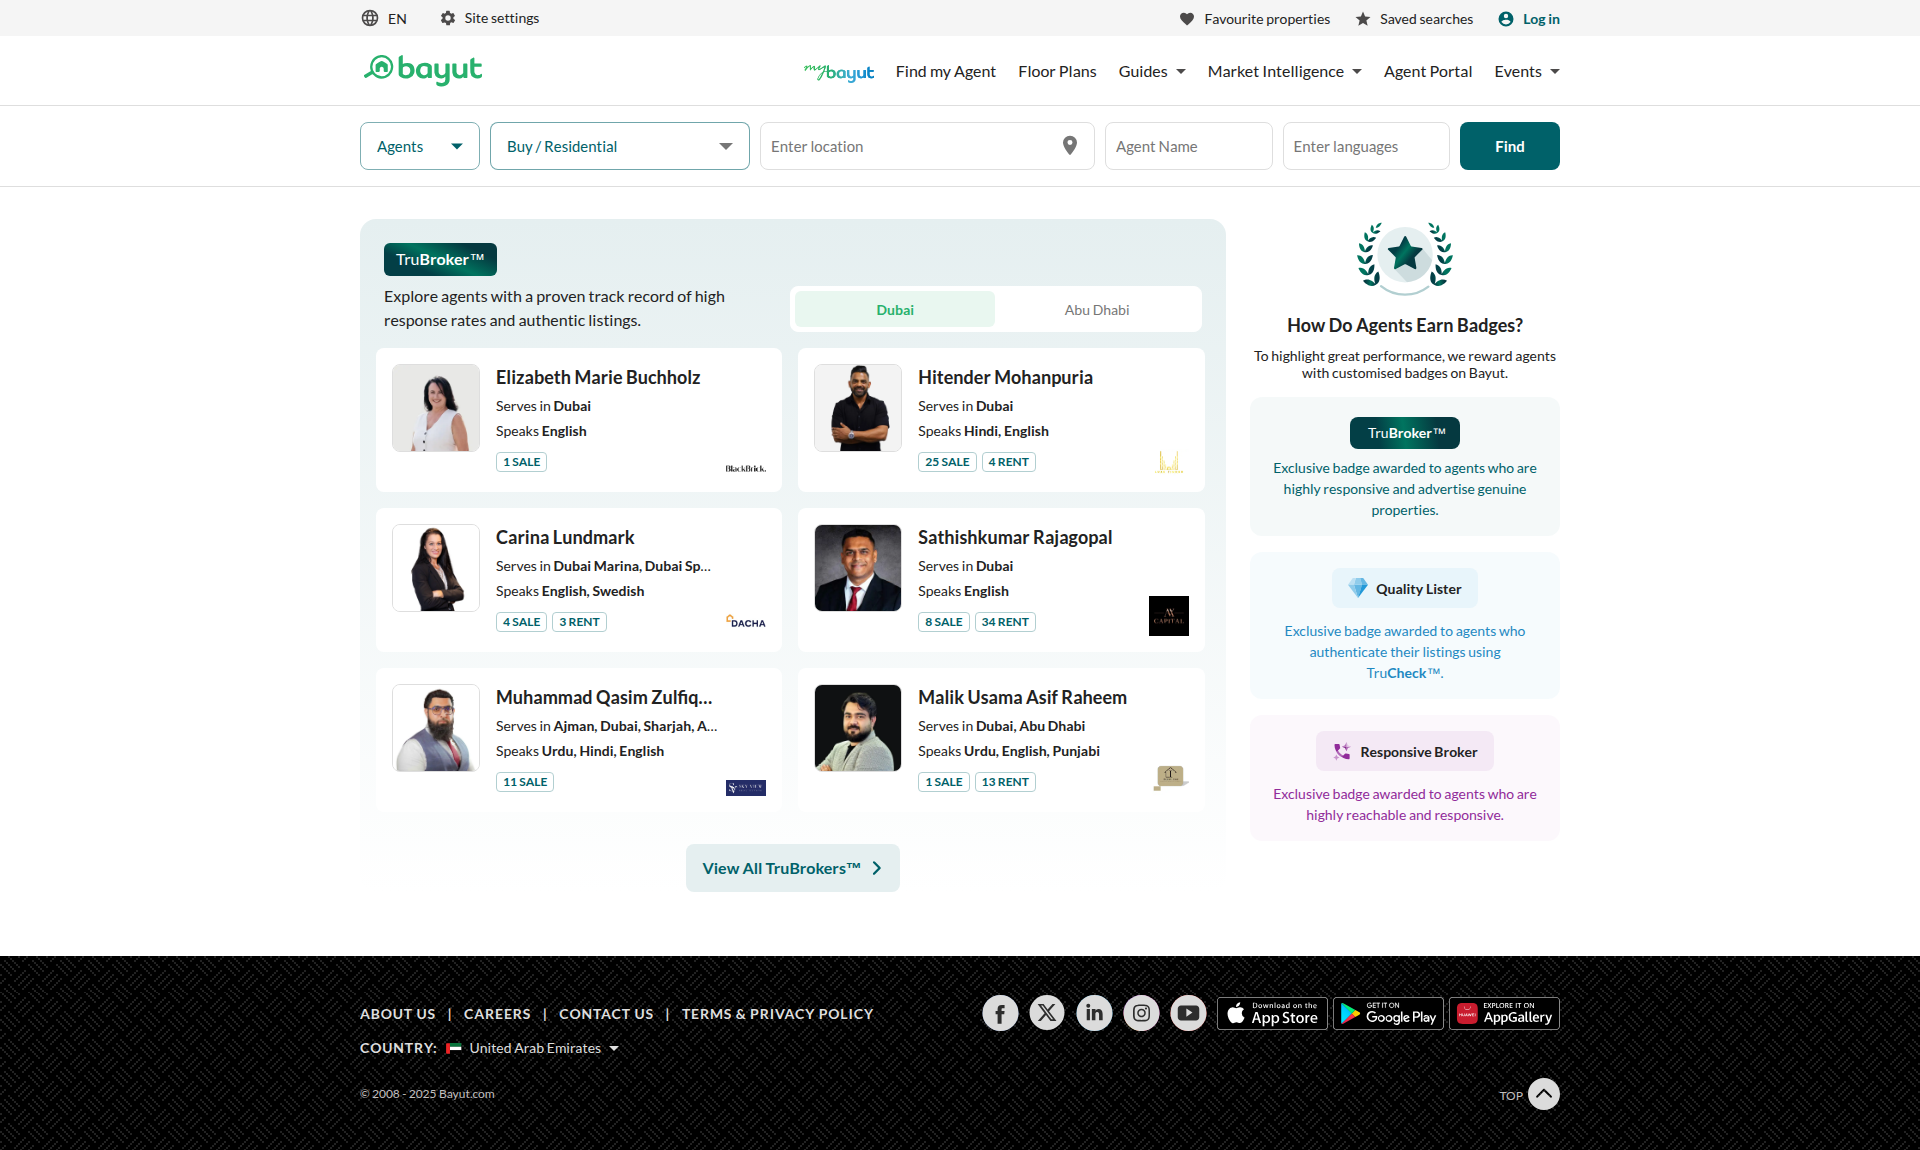 EN
Site settings
Favourite properties
Saved searches
Log in
bayut
mybayut
Find my Agent
Floor Plans
Guides
Market Intelligence
Agent Portal
Events
Agents
Buy / Residential
Enter location
Agent Name
Enter languages
Find
TruBroker™
Explore agents with a proven track record of high
response rates and authentic listings.
Dubai
Abu Dhabi
Elizabeth Marie Buchholz
Serves in Dubai
Speaks English
1 SALE
BlackBrick.
Hitender Mohanpuria
Serves in Dubai
Speaks Hindi, English
25 SALE
4 RENT
Carina Lundmark
Serves in Dubai Marina, Dubai Sp...
Speaks English, Swedish
4 SALE
3 RENT
DACHA
Sathishkumar Rajagopal
Serves in Dubai
Speaks English
8 SALE
34 RENT
AX
CAPITAL
Muhammad Qasim Zulfiq...
Serves in Ajman, Dubai, Sharjah, A...
Speaks Urdu, Hindi, English
11 SALE
SKY VIEW
Malik Usama Asif Raheem
Serves in Dubai, Abu Dhabi
Speaks Urdu, English, Punjabi
1 SALE
13 RENT
View All TruBrokers™
How Do Agents Earn Badges?
To highlight great performance, we reward agents
with customised badges on Bayut.
TruBroker™
Exclusive badge awarded to agents who are
highly responsive and advertise genuine
properties.
Quality Lister
Exclusive badge awarded to agents who
authenticate their listings using
TruCheck™.
Responsive Broker
Exclusive badge awarded to agents who are
highly reachable and responsive.
ABOUT US | CAREERS | CONTACT US | TERMS & PRIVACY POLICY
Download on the
App Store
GET IT ON
Google Play
HUAWEI
EXPLORE IT ON
AppGallery
COUNTRY: United Arab Emirates
© 2008 - 2025 Bayut.com
TOP